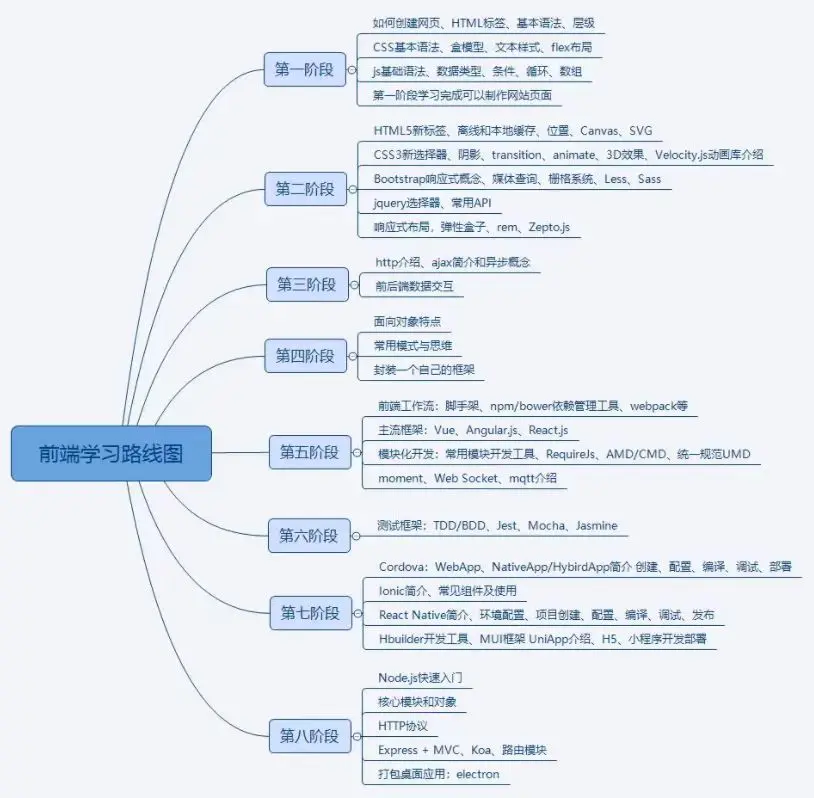 前端学习路线图
第一阶段
如何创建网页、HTML标签、基本语法、层级
CSS基本语法、盒模型、文本样式、flex布局
js基础语法、数据类型、条件、循环、数组
第一阶段学习完成可以制作网站页面
第二阶段
HTML5新标签、离线和本地缓存、位置、Canvas、SVG
CSS3新选择器、阴影、transition、animate、3D效果、Velocity.js动画库介绍
Bootstrap响应式概念、媒体查询、栅格系统、Less、Sass
jquery选择器、常用API
响应式布局，弹性盒子、rem、Zepto.js
第三阶段
http介绍、ajax简介和异步概念
前后端数据交互
第四阶段
面向对象特点
常用模式与思维
封装一个自己的框架
第五阶段
前端工作流：脚手架、npm/bower依赖管理工具、webpack等
主流框架：Vue、Angular.js、React.js
模块化开发：常用模块开发工具、RequireJs、AMD/CMD、统一规范UMD
moment、Web Socket、mqtt介绍
第六阶段
测试框架：TDD/BDD、Jest、Mocha、Jasmine
第七阶段
Cordova：WebApp、NativeApp/HybirdApp简介 创建、配置、编译、调试、部署
Ionic简介、常见组件及使用
React Native简介、环境配置、项目创建、配置、编译、调试、发布
Hbuilder开发工具、MUI框架 UniApp介绍、H5、小程序开发部署
第八阶段
Node.js快速入门
核心模块和对象
HTTP协议
Express + MVC、Koa、路由模块
打包桌面应用：electron